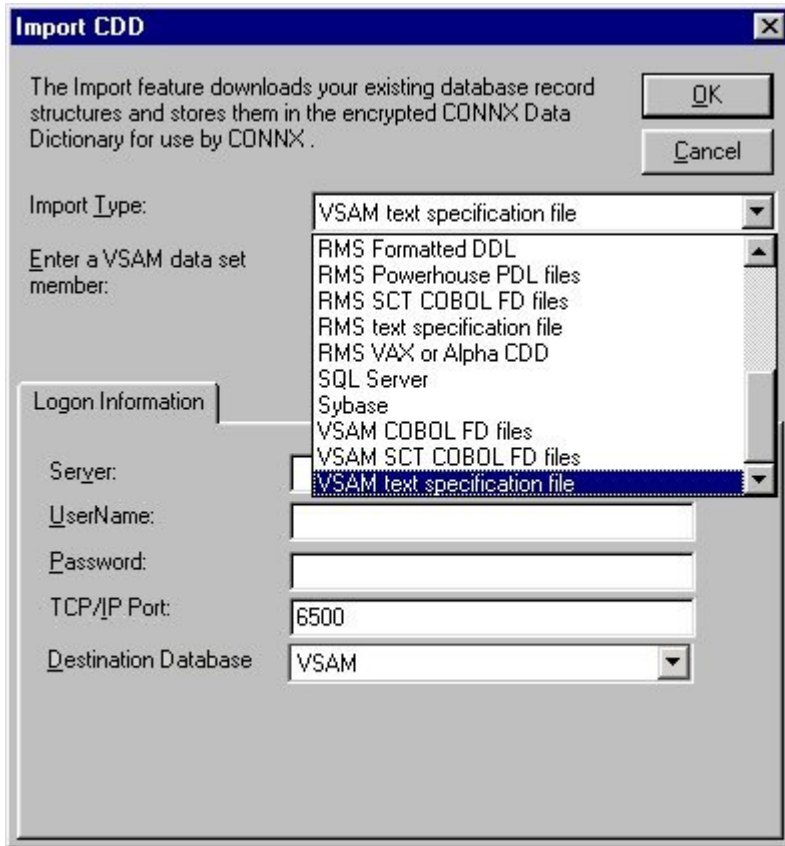 Import CDD
The Import feature downloads your existing database record
structures and stores them in the encrypted CONNX Data
Dictionary for use by CONNX .
OK
Cancel
Import Type:
VSAM text specification file
Enter a VSAM data set
member:
RMS Formatted DDL
RMS Powerhouse PDL files
RMS SCT COBOL FD files
RMS text specification file
RMS VAX or Alpha CDD
SQL Server
Sybase
VSAM COBOL FD files
VSAM SCT COBOL FD files
VSAM text specification file
Logon Information
Server:
UserName:
Password:
TCP/IP Port:
6500
Destination Database
VSAM